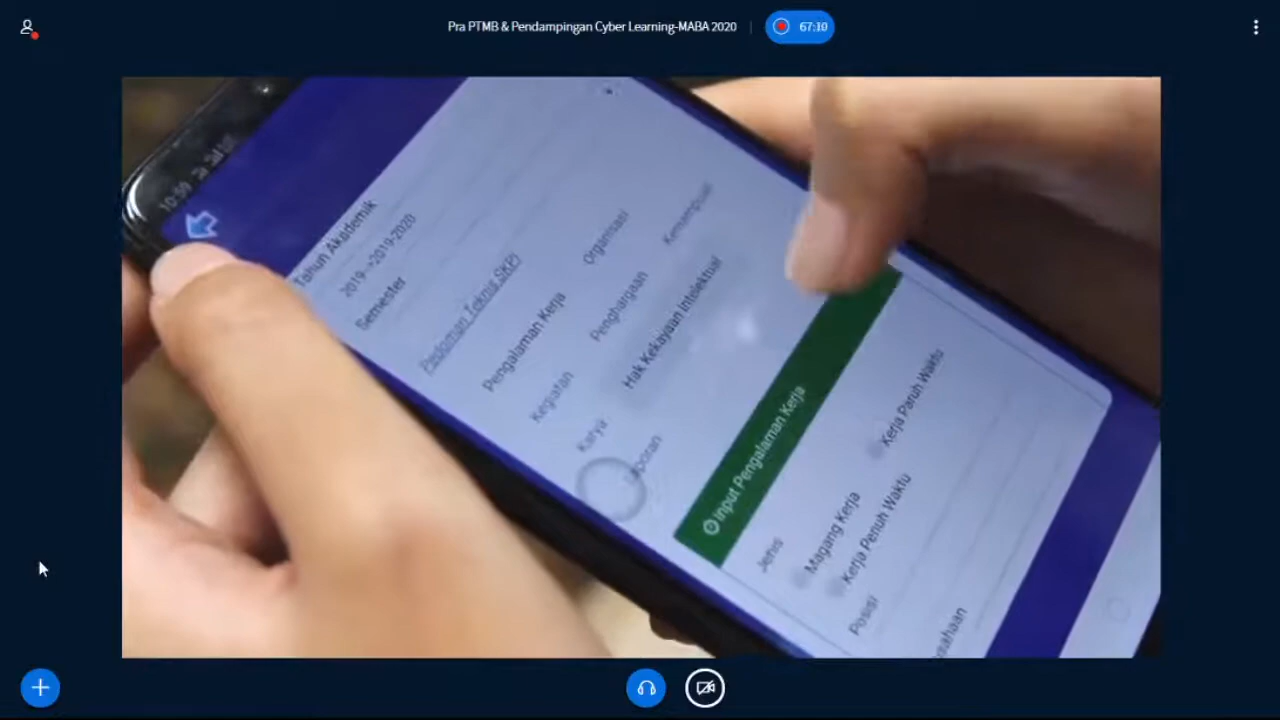 Pra PTMB & Pendampingan Cyber Learning-MABA 2020
67:10
10:59
Tahun Akademik
2019->2019-2020
Semester
Pedoman Teknis SKPI
Pengalaman Kerja
Organisasi
Kegiatan
Penghargaan
Kemampuan
Karya
Hak Kekayaan Intelektual
Input Pengalaman Kerja
Jenis
Magang Kerja
Kerja Paruh Waktu
Kerja Penuh Waktu
Posisi